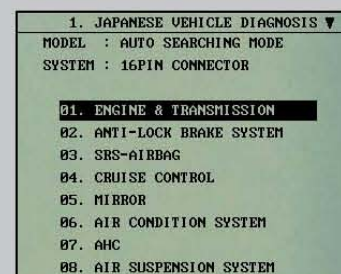 1. JAPANESE VEHICLE DIAGNOSIS ▼
MODEL : AUTO SEARCHING MODE
SYSTEM : 16PIN CONNECTOR
01. ENGINE & TRANSMISSION
02. ANTI-LOCK BRAKE SYSTEM
03. SRS-AIRBAG
04. CRUISE CONTROL
05. MIRROR
06. AIR CONDITION SYSTEM
07. AHC
08. AIR SUSPENSION SYSTEM